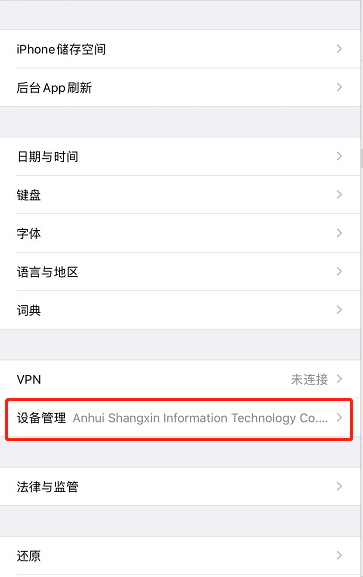 iPhone储存空间
后台App刷新
日期与时间
键盘
字体
语言与地区
词典
VPN 未连接
设备管理 Anhui Shangxin Information Technology Co....
法律与监管
还原